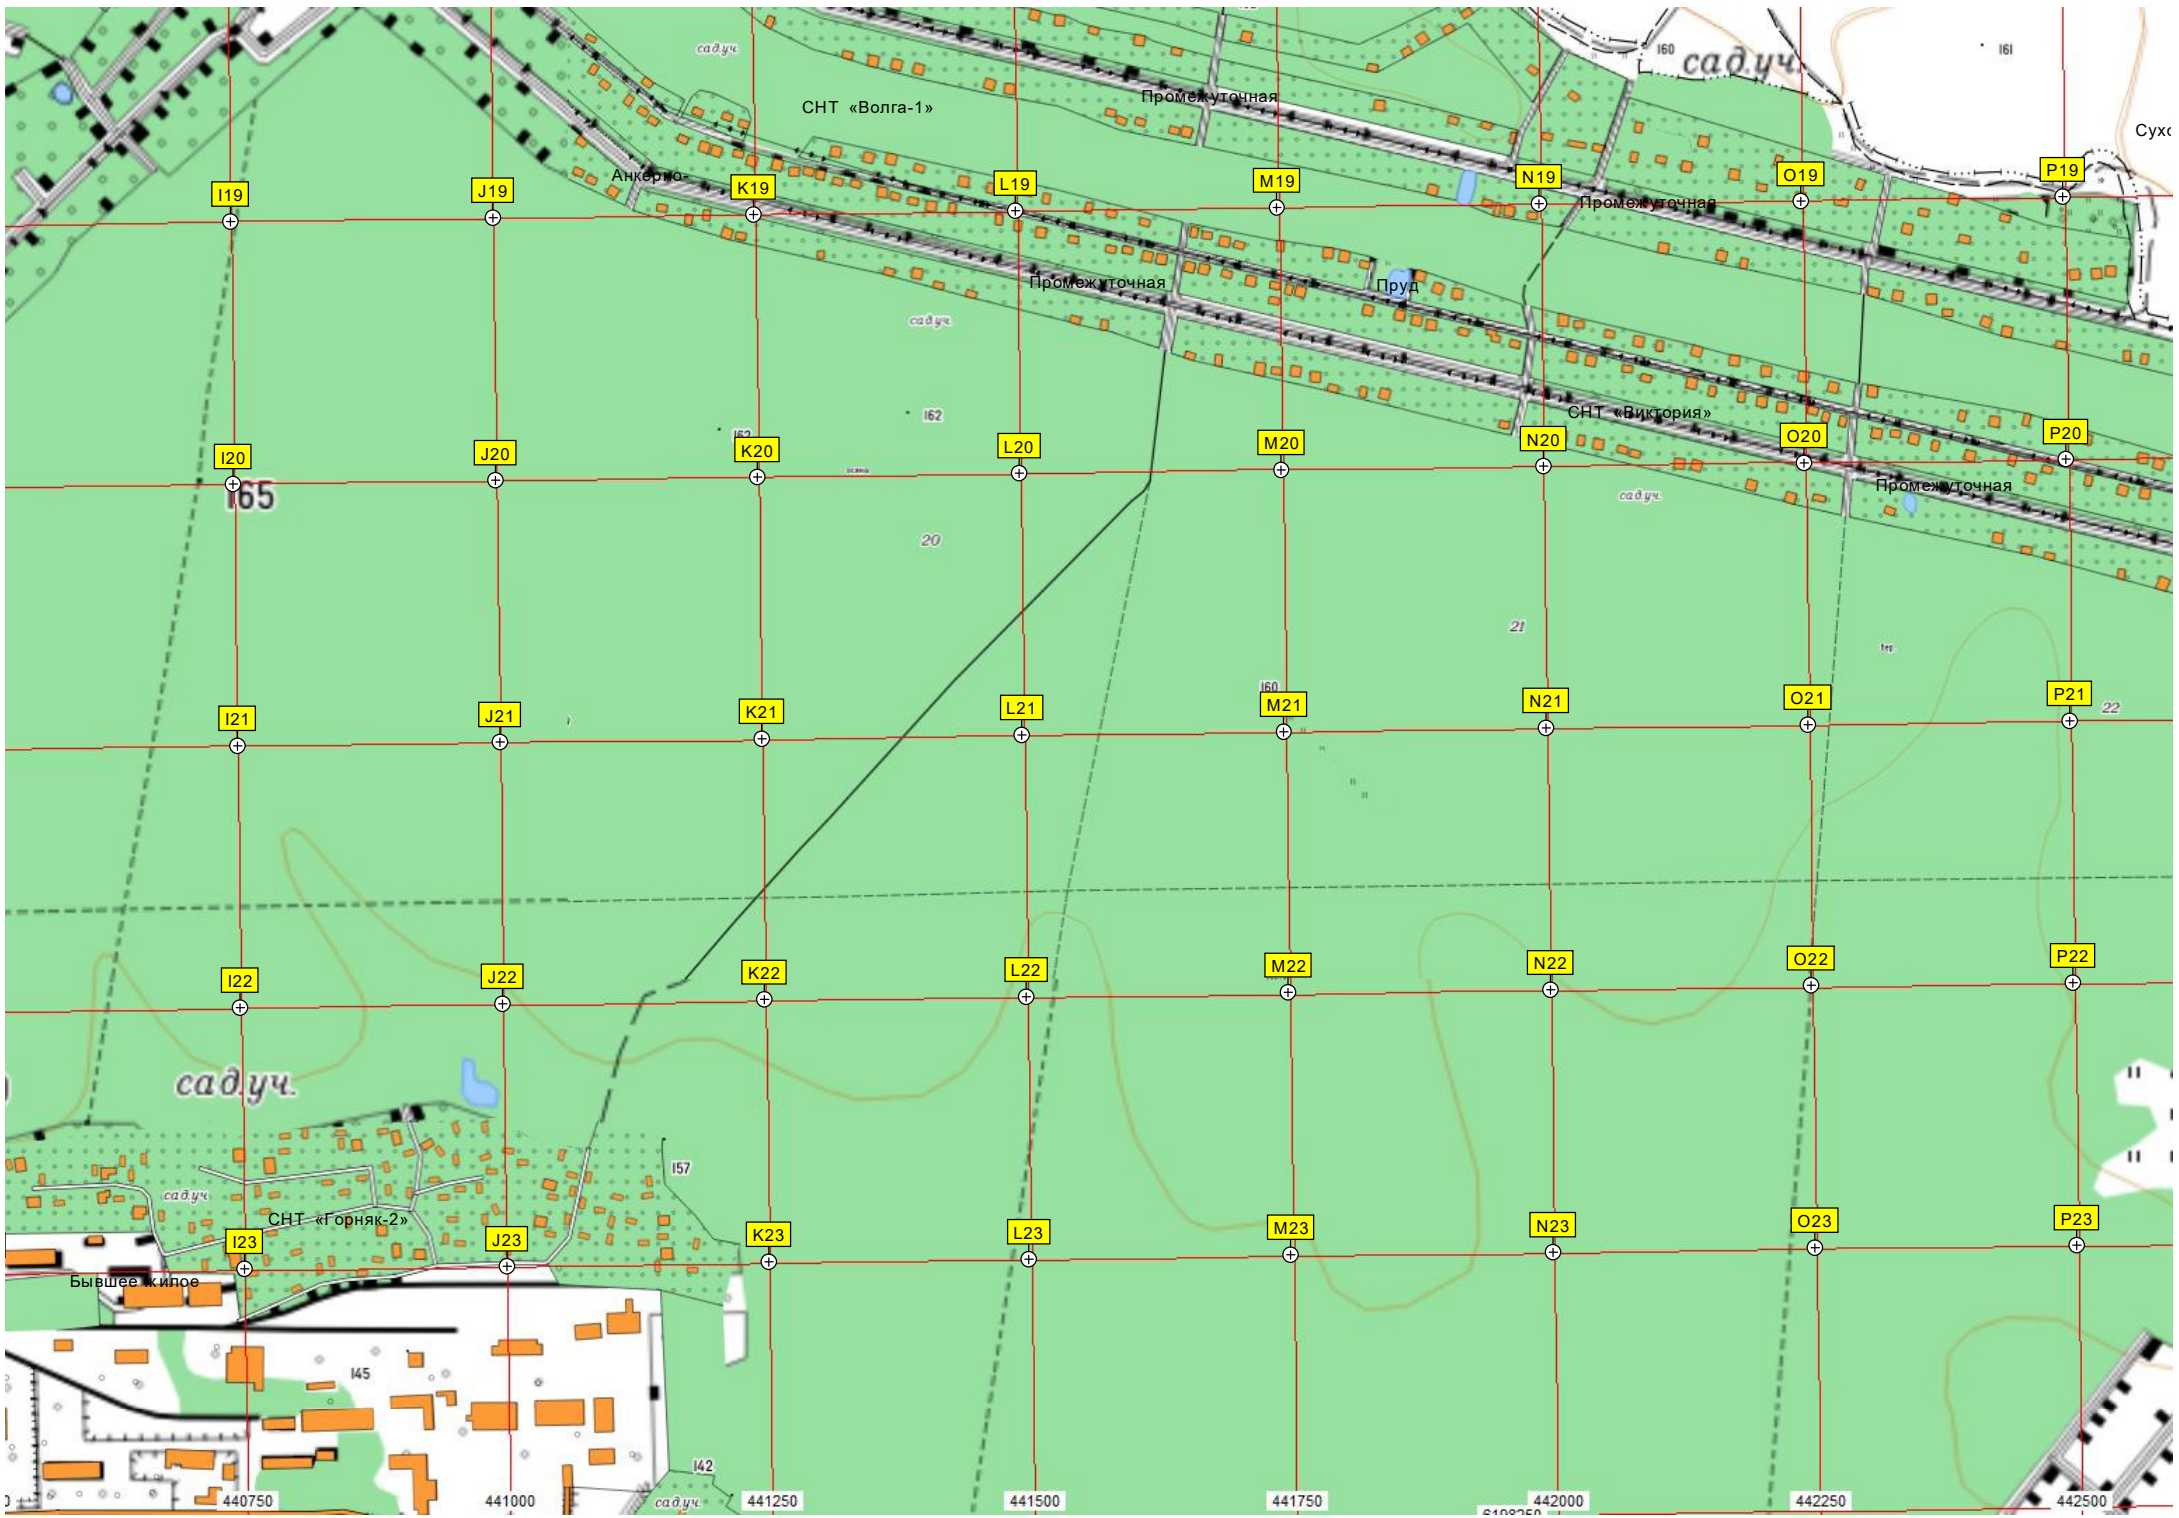 160
161
сад.уч.
сад.уч.
СНТ «Волга-1»
Промежуточная
Сухо
Анкерно-
I19
J19
K19
L19
M19
N19
O19
P19
Промежуточная
Промежуточная
Пруд
сад.уч.
162
СНТ «Виктория»
I20
J20
K20
L20
M20
N20
O20
P20
165
сад.уч.
Промежуточная
20
21
160
I21
J21
K21
L21
M21
N21
O21
P21
22
I22
J22
K22
L22
M22
N22
O22
P22
сад.уч.
157
сад.уч.
СНТ «Горняк-2»
I23
J23
K23
L23
M23
N23
O23
P23
Бывшее жилое
145
142
сад.уч.
440750
441000
441250
441500
441750
442000
442250
442500